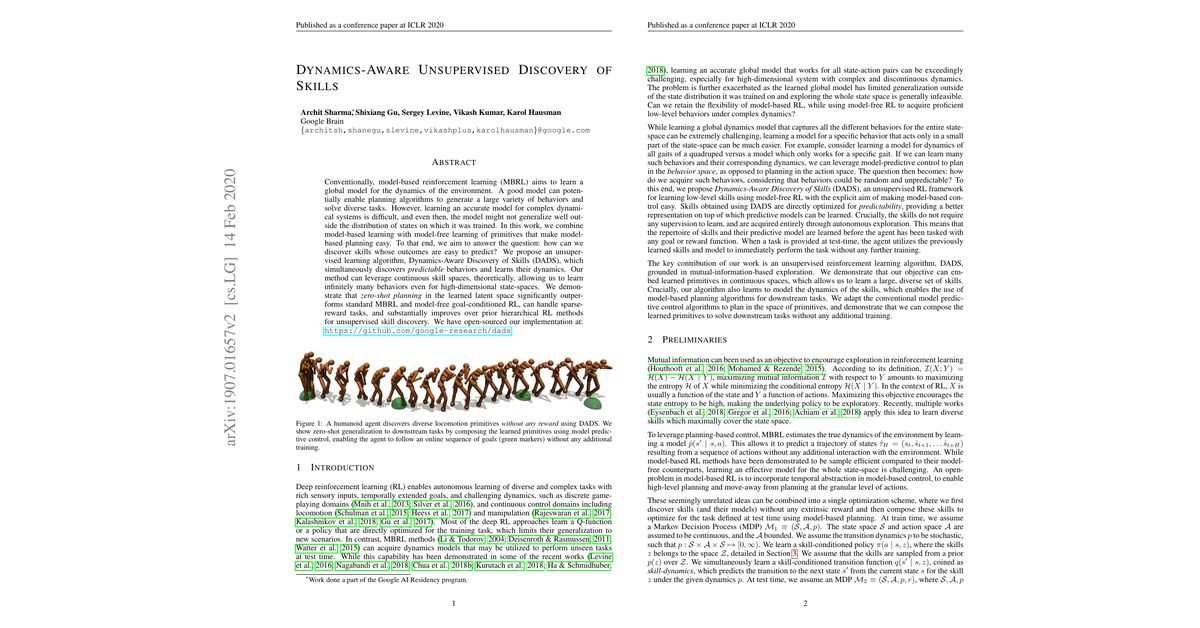 Published as a conference paper at ICLR 2020
DYNAMICS-AWARE UNSUPERVISED DISCOVERY OF
SKILLS
Archit Sharma*, Shixiang Gu, Sergey Levine, Vikash Kumar, Karol Hausman
Google Brain
{architsh,shanegu,slevine,vikashplus,karolhausman}@google.com
ABSTRACT
Conventionally, model-based reinforcement learning (MBRL) aims to learn a
global model for the dynamics of the environment. A good model can poten-
tially enable planning algorithms to generate a large variety of behaviors and
solve diverse tasks. However, learning an accurate model for complex dynam-
ical systems is difficult, and even then, the model might not generalize well out-
side the distribution of states on which it was trained. In this work, we combine
model-based learning with model-free learning of primitives that make model-
based planning easy. To that end, we aim to answer the question: how can we
discover skills whose outcomes are easy to predict? We propose an unsuper-
vised learning algorithm, Dynamics-Aware Discovery of Skills (DADS), which
simultaneously discovers predictable behaviors and learns their dynamics. Our
method can leverage continuous skill spaces, theoretically, allowing us to learn
infinitely many behaviors even for high-dimensional state-spaces. We demon-
strate that zero-shot planning in the learned latent space significantly outper-
forms standard MBRL and model-free goal-conditioned RL, can handle sparse-
reward tasks, and substantially improves over prior hierarchical RL methods
for unsupervised skill discovery. We have open-sourced our implementation at:
https://github.com/google-research/dads
Figure 1: A humanoid agent discovers diverse locomotion primitives without any reward using DADS. We
show zero-shot generalization to downstream tasks by composing the learned primitives using model predic-
tive control, enabling the agent to follow an online sequence of goals (green markers) without any additional
training.
1 INTRODUCTION
Deep reinforcement learning (RL) enables autonomous learning of diverse and complex tasks with
rich sensory inputs, temporally extended goals, and challenging dynamics, such as discrete game-
playing domains (Mnih et al., 2013; Silver et al., 2016), and continuous control domains including
locomotion (Schulman et al., 2015; Heess et al., 2017) and manipulation (Rajeswaran et al., 2017;
Kalashnikov et al., 2018; Gu et al., 2017). Most of the deep RL approaches learn a Q-function
or a policy that are directly optimized for the training task, which limits their generalization to
new scenarios. In contrast, MBRL methods (Li & Todorov, 2004; Deisenroth & Rasmussen, 2011;
Watter et al., 2015) can acquire dynamics models that may be utilized to perform unseen tasks
at test time. While this capability has been demonstrated in some of the recent works (Levine
et al., 2016; Nagabandi et al., 2018; Chua et al., 2018b; Kurutach et al., 2018; Ha & Schmidhuber,
*Work done a part of the Google AI Residency program.
1
arXiv:1907.01657v2 [cs.LG] 14 Feb 2020
Published as a conference paper at ICLR 2020
2018), learning an accurate global model that works for all state-action pairs can be exceedingly
challenging, especially for high-dimensional system with complex and discontinuous dynamics.
The problem is further exacerbated as the learned global model has limited generalization outside
of the state distribution it was trained on and exploring the whole state space is generally infeasible.
Can we retain the flexibility of model-based RL, while using model-free RL to acquire proficient
low-level behaviors under complex dynamics?
While learning a global dynamics model that captures all the different behaviors for the entire state-
space can be extremely challenging, learning a model for a specific behavior that acts only in a small
part of the state-space can be much easier. For example, consider learning a model for dynamics of
all gaits of a quadruped versus a model which only works for a specific gait. If we can learn many
such behaviors and their corresponding dynamics, we can leverage model-predictive control to plan
in the behavior space, as opposed to planning in the action space. The question then becomes: how
do we acquire such behaviors, considering that behaviors could be random and unpredictable? To
this end, we propose Dynamics-Aware Discovery of Skills (DADS), an unsupervised RL framework
for learning low-level skills using model-free RL with the explicit aim of making model-based con-
trol easy. Skills obtained using DADS are directly optimized for predictability, providing a better
representation on top of which predictive models can be learned. Crucially, the skills do not require
any supervision to learn, and are acquired entirely through autonomous exploration. This means that
the repertoire of skills and their predictive model are learned before the agent has been tasked with
any goal or reward function. When a task is provided at test-time, the agent utilizes the previously
learned skills and model to immediately perform the task without any further training.
The key contribution of our work is an unsupervised reinforcement learning algorithm, DADS,
grounded in mutual-information-based exploration. We demonstrate that our objective can em-
bed learned primitives in continuous spaces, which allows us to learn a large, diverse set of skills.
Crucially, our algorithm also learns to model the dynamics of the skills, which enables the use of
model-based planning algorithms for downstream tasks. We adapt the conventional model predic-
tive control algorithms to plan in the space of primitives, and demonstrate that we can compose the
learned primitives to solve downstream tasks without any additional training.
2 PRELIMINARIES
Mutual information can been used as an objective to encourage exploration in reinforcement learning
(Houthooft et al., 2016; Mohamed & Rezende, 2015). According to its definition, I(X;Y) =
H(X) − H(X | Y), maximizing mutual information I with respect to Y amounts to maximizing
the entropy H of X while minimizing the conditional entropy H(X | Y). In the context of RL, X is
usually a function of the state and Y a function of actions. Maximizing this objective encourages the
state entropy to be high, making the underlying policy to be exploratory. Recently, multiple works
(Eysenbach et al., 2018; Gregor et al., 2016; Achiam et al., 2018) apply this idea to learn diverse
skills which maximally cover the state space.
To leverage planning-based control, MBRL estimates the true dynamics of the environment by learn-
ing a model p̂(s′ | s, a). This allows it to predict a trajectory of states τ̂H = (st, ŝt+1, . . . ŝt+H)
resulting from a sequence of actions without any additional interaction with the environment. While
model-based RL methods have been demonstrated to be sample efficient compared to their model-
free counterparts, learning an effective model for the whole state-space is challenging. An open-
problem in model-based RL is to incorporate temporal abstraction in model-based control, to enable
high-level planning and move-away from planning at the granular level of actions.
These seemingly unrelated ideas can be combined into a single optimization scheme, where we first
discover skills (and their models) without any extrinsic reward and then compose these skills to
optimize for the task defined at test time using model-based planning. At train time, we assume
a Markov Decision Process (MDP) M1 ≡ (S, A, p). The state space S and action space A are
assumed to be continuous, and the A bounded. We assume the transition dynamics p to be stochastic,
such that p : S × A × S ↦ [0, ∞). We learn a skill-conditioned policy π(a | s, z), where the skills
z belongs to the space Z, detailed in Section 3. We assume that the skills are sampled from a prior
p(z) over Z. We simultaneously learn a skill-conditioned transition function q(s′ | s, z), coined as
skill-dynamics, which predicts the transition to the next state s′ from the current state s for the skill
z under the given dynamics p. At test time, we assume an MDP M2 ≡ (S, A, p, r), where S, A, p
2